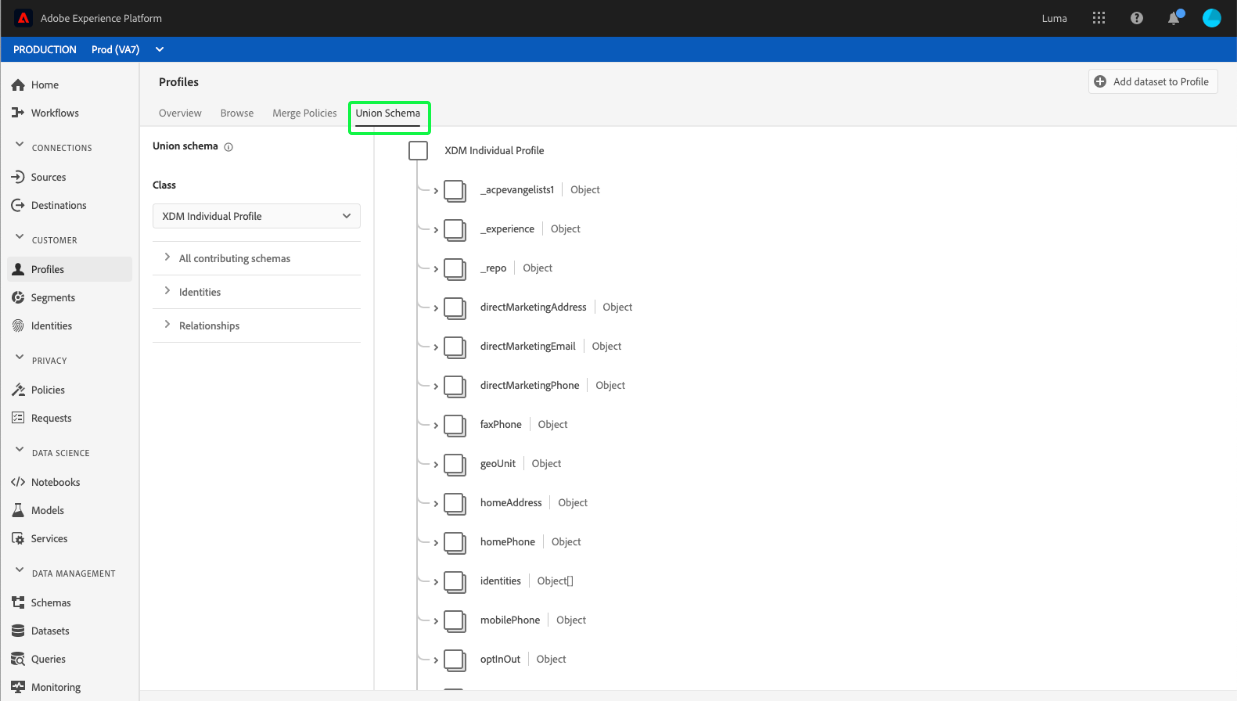 Adobe Experience Platform
Luma
PRODUCTION Prod (VA7)
Home
Workflows
CONNECTIONS
Sources
Destinations
CUSTOMER
Profiles
Segments
Identities
PRIVACY
Policies
Requests
DATA SCIENCE
Notebooks
Models
Services
DATA MANAGEMENT
Schemas
Datasets
Queries
Monitoring
Profiles
Add dataset to Profile
Overview Browse Merge Policies Union Schema
Union schema
Class
XDM Individual Profile
All contributing schemas
Identities
Relationships
XDM Individual Profile
_acpevangelists1 Object
_experience Object
_repo Object
directMarketingAddress Object
directMarketingEmail Object
directMarketingPhone Object
faxPhone Object
geoUnit Object
homeAddress Object
homePhone Object
identities Object[]
mobilePhone Object
optInOut Object